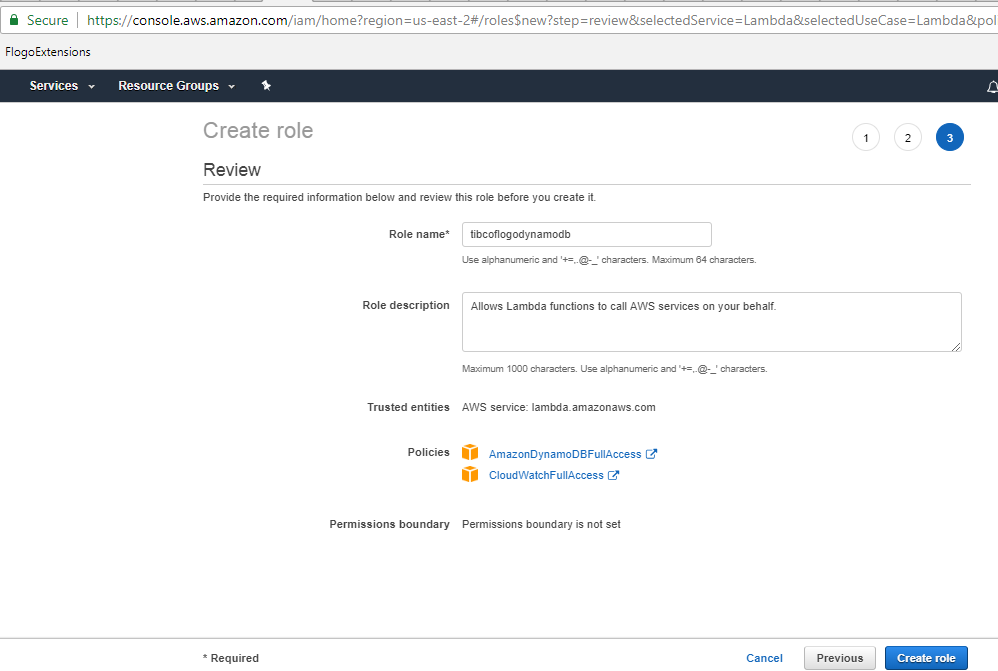 Secure
https://console.aws.amazon.com/iam/home?region=us-east-2#/roles$new?step=review&selectedService=Lambda&selectedUseCase=Lambda&pol
FlogoExtensions
Services Resource Groups
Create role
1 2 3
Review
Provide the required information below and review this role before you create it.
Role name* tibcoflogodynamodb
Use alphanumeric and '+=,.@-_' characters. Maximum 64 characters.
Role description Allows Lambda functions to call AWS services on your behalf.
Maximum 1000 characters. Use alphanumeric and '+=,.@-_' characters.
Trusted entities AWS service: lambda.amazonaws.com
Policies AmazonDynamoDBFullAccess
CloudWatchFullAccess
Permissions boundary Permissions boundary is not set
* Required Cancel Previous Create role